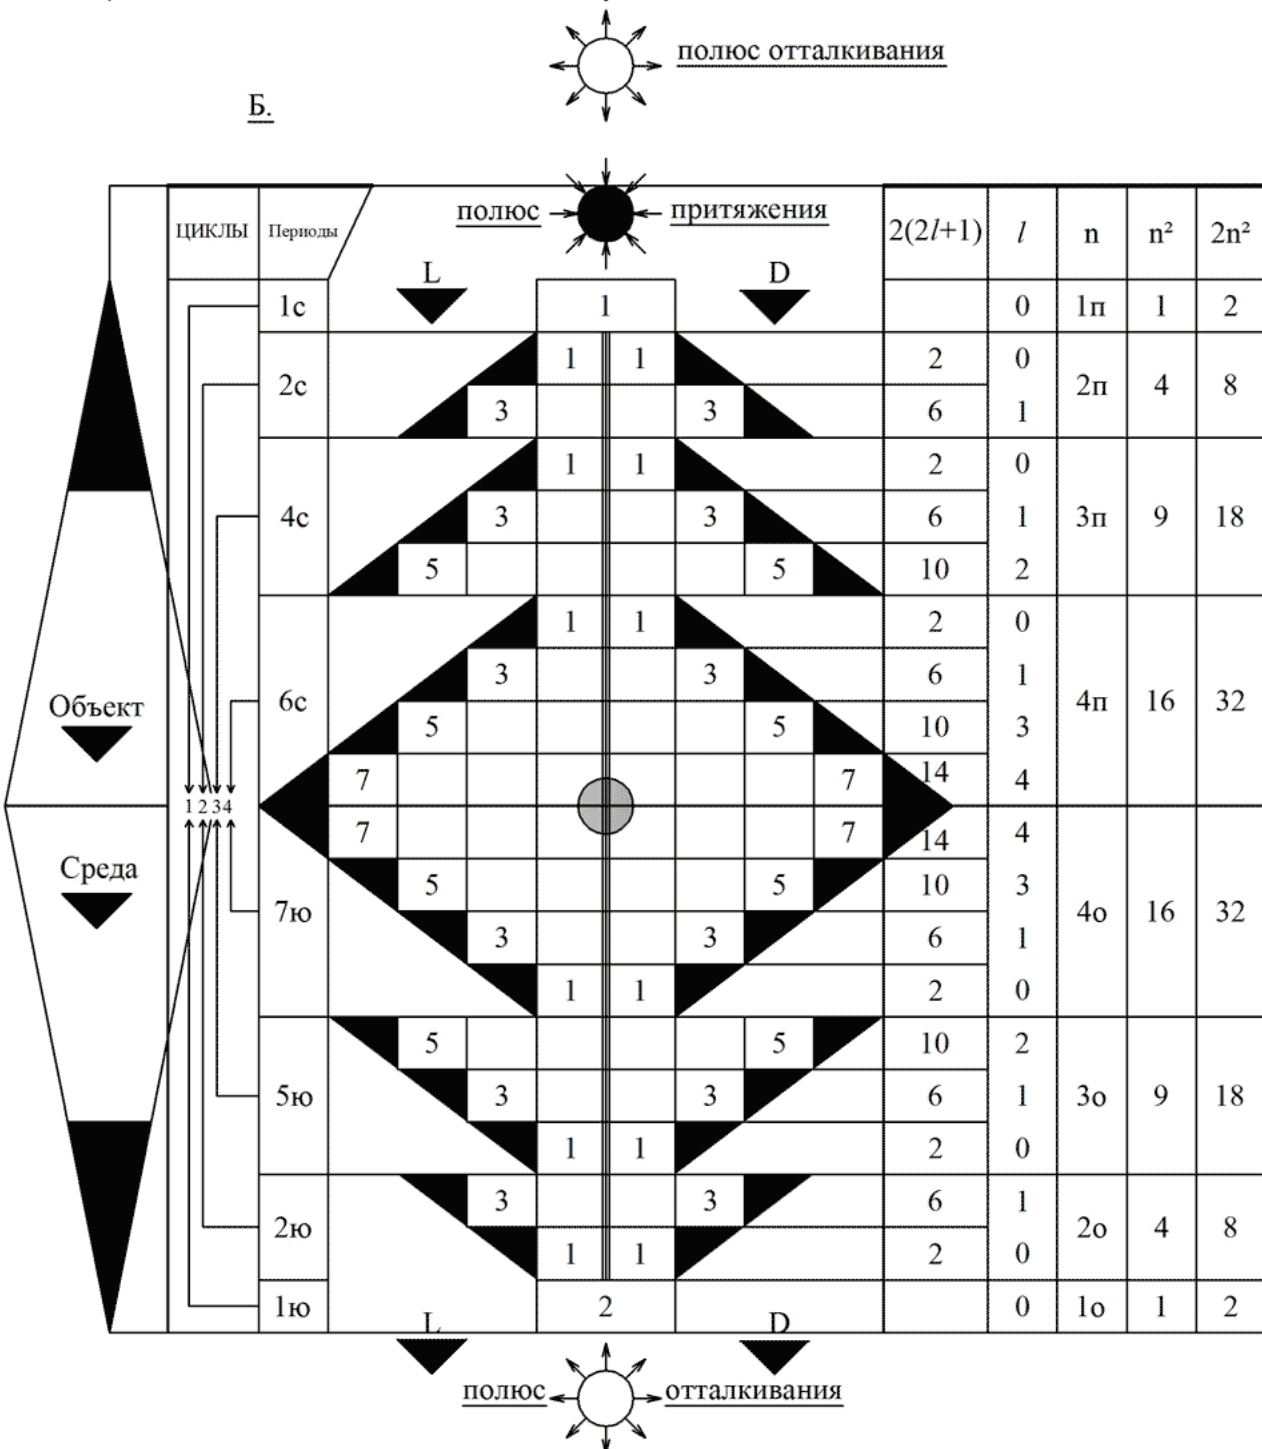 полюс отталкивания
Б.
полюс притяжения
ЦИКЛЫ Периоды L D 2(2l+1) l n n² 2n²
1с 1 0 1п 1 2
2с 1 1 2 0 2п 4 8
3 3 6 1
4с 1 1 2 0 3п 9 18
3 3 6 1
5 5 10 2
6с 1 1 2 0 4п 16 32
3 3 6 1
5 5 10 3
7 7 14 4
Объект
1 2 3 4
Среда
7ю 7 7 14 4 4о 16 32
5 5 10 3
3 3 6 1
1 1 2 0
5ю 5 5 10 2 3о 9 18
3 3 6 1
1 1 2 0
2ю 3 3 6 1 2о 4 8
1 1 2 0
1ю 2 0 1о 1 2
L D
полюс отталкивания